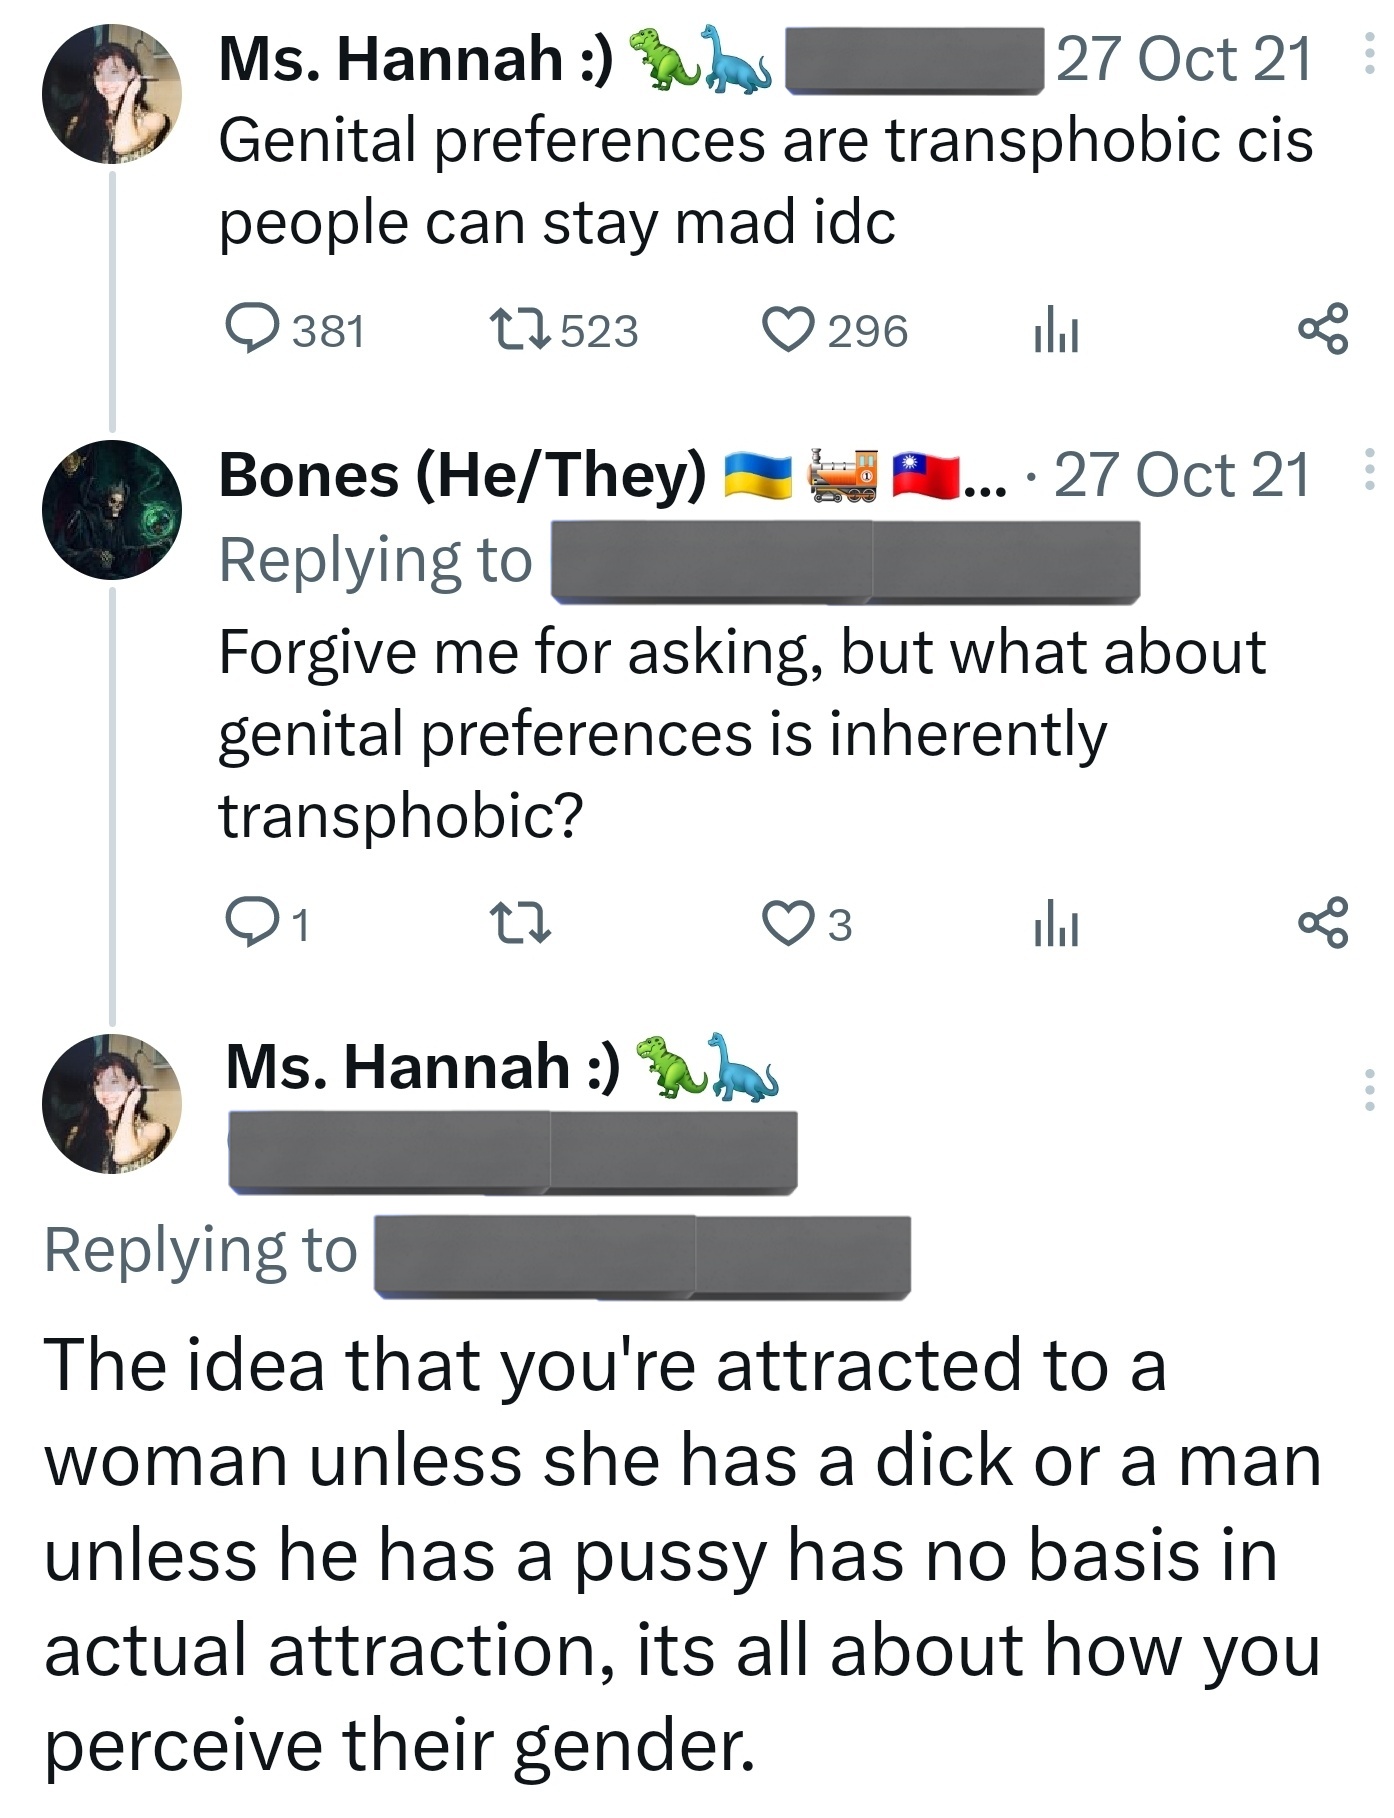 Ms. Hannah :) 🦖🦕 27 Oct 21
Genital preferences are transphobic cis
people can stay mad idc
381 523 296
Bones (He/They) 🇺🇦 🚂 🇹🇼... · 27 Oct 21
Replying to
Forgive me for asking, but what about
genital preferences is inherently
transphobic?
1 3
Ms. Hannah :) 🦖🦕
Replying to
The idea that you're attracted to a
woman unless she has a dick or a man
unless he has a pussy has no basis in
actual attraction, its all about how you
perceive their gender.